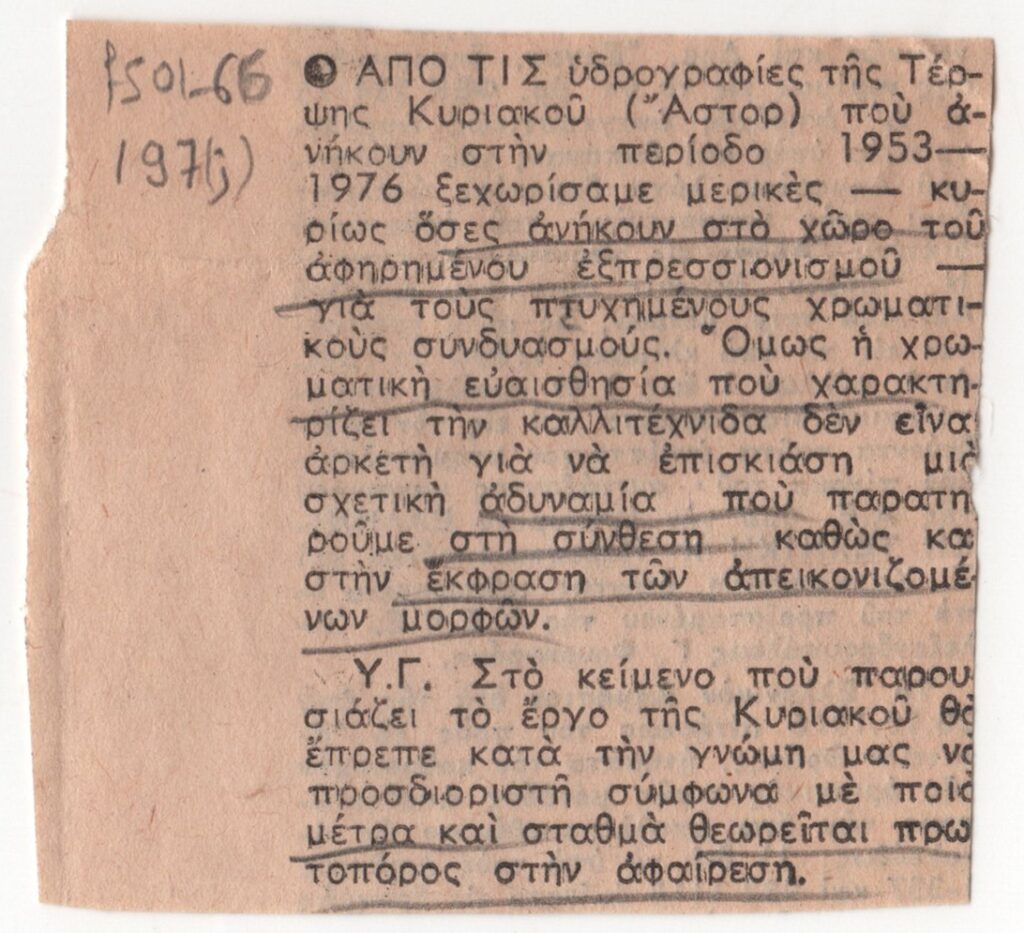 197(;)
● ΑΠΟ ΤΙΣ ὑδρογραφίες τῆς Τέρ-
ψης Κυριακοῦ (Ἄστορ) ποὺ ἀ-
νήκουν στὴν περίοδο 1953—
1976 ξεχωρίσαμε μερικὲς — κυ-
ρίως ὅσες ἀνήκουν στὸ χῶρο τοῦ
ἀφηρημένου ἐξπρεσσιονισμοῦ —
γιὰ τοὺς πτυχημένους χρωματι-
κοὺς συνδυασμούς. Ὅμως ἡ χρω-
ματικὴ εὐαισθησία ποὺ χαρακτη-
ρίζει τὴν καλλιτέχνιδα δὲν εἶνα
ἀρκετὴ γιὰ νὰ ἐπισκιάση μιὰ
σχετικὴ ἀδυναμία ποὺ παρατη
ροῦμε στὴ σύνθεση καθὼς κα
στὴν ἔκφραση τῶν ἀπεικονιζομέ
νων μορφῶν.
Υ.Γ. Στὸ κείμενο ποὺ παρου
σιάζει τὸ ἔργο τῆς Κυριακοῦ θὰ
ἔπρεπε κατὰ τὴν γνώμη μας νὰ
προσδιοριστῆ σύμφωνα μὲ ποιὰ
μέτρα καὶ σταθμὰ θεωρεῖται πρω
τοπόρος στὴν ἀφαίρεση.